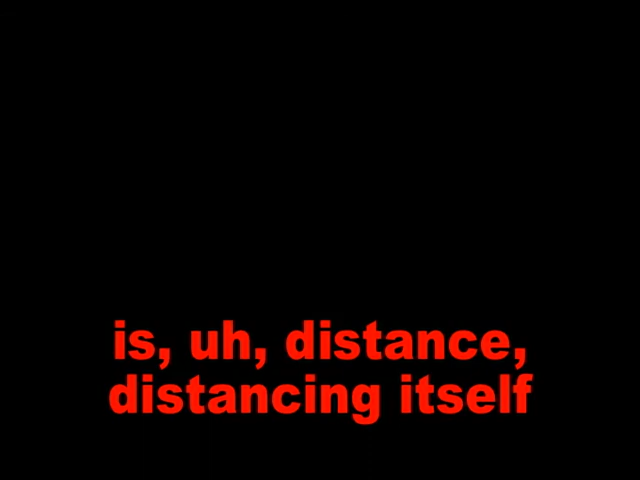 is, uh, distance,
distancing itself